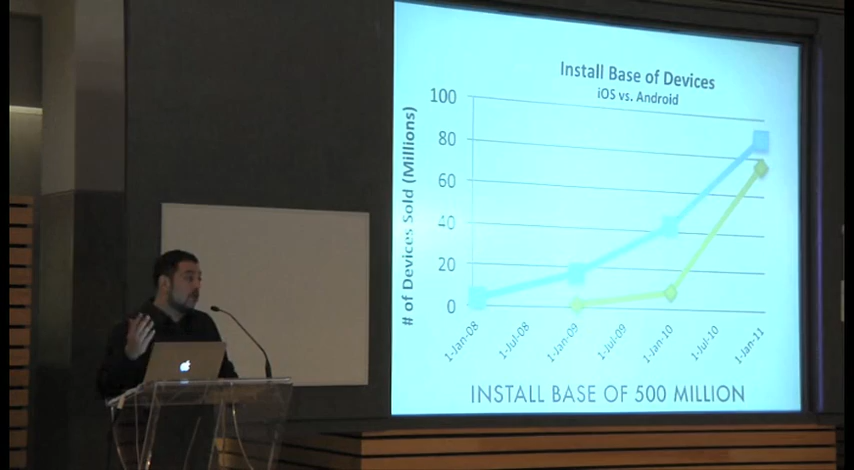 Install Base of Devices
iOS vs. Android
# of Devices Sold (Millions)
100
80
60
40
20
0
1-Jan-08
1-Jul-08
1-Jan-09
1-Jul-09
1-Jan-10
1-Jul-10
1-Jan-11
INSTALL BASE OF 500 MILLION